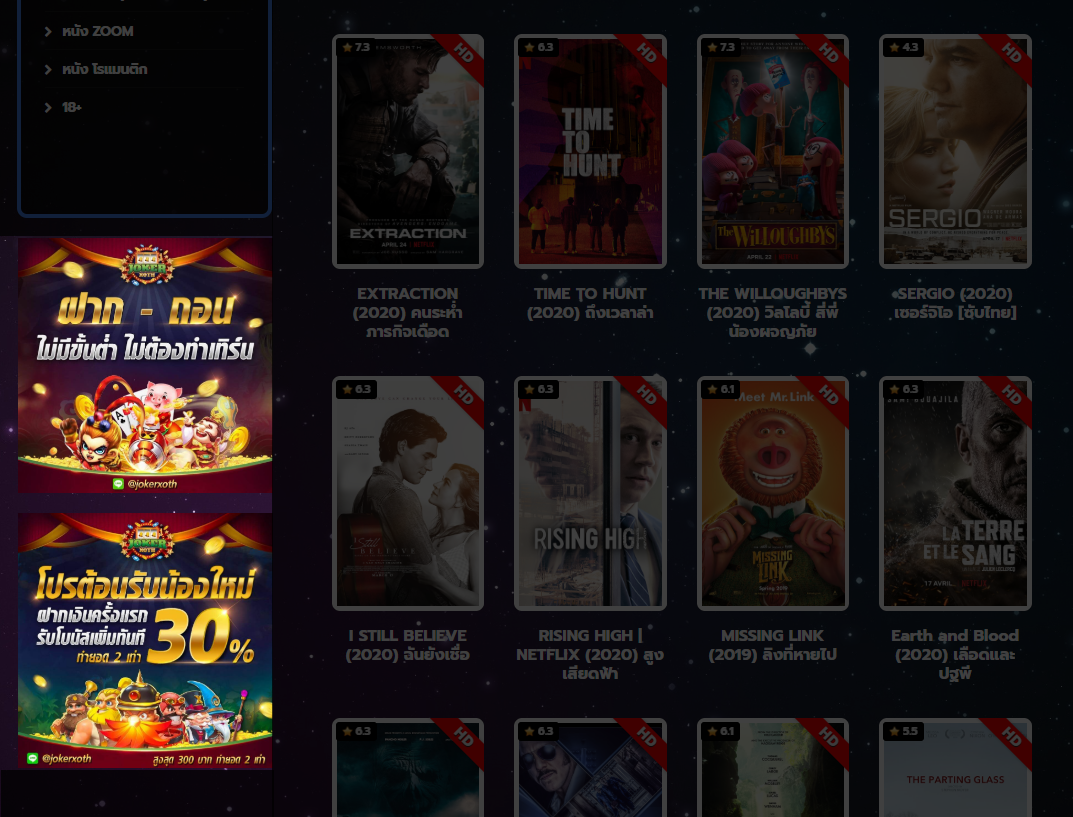 หนัง ZOOM
หนัง โรแมนติก
18+
JOKER
XOTH
ฝาก - ถอน
ไม่มีขั้นต่ำ ไม่ต้องทำเทิร์น
@jokerxoth
JOKER
XOTH
โปรต้อนรับน้องใหม่
ฝากเงินครั้งแรก
รับโบนัสเพิ่มทันที
30%
ทำยอด 2 เท่า
@jokerxoth
สูงสุด 300 บาท ทำยอด 2 เท่า
7.3
HD
EXTRACTION
APRIL 24
NETFLIX
EXTRACTION
(2020) คนระห่ำ
ภารกิจเดือด
6.3
HD
TIME
TO
HUNT
TIME TO HUNT
(2020) ถึงเวลาล่า
7.3
HD
The WILLOUGHBYS
APRIL 22
NETFLIX
THE WILLOUGHBYS
(2020) วิลโลบี้ สี่พี่
น้องผจญภัย
4.3
HD
SERGIO
SERGIO (2020)
เซอร์จิโอ [ซับไทย]
6.3
HD
BELIEVE
I STILL BELIEVE
(2020) ฉันยังเชื่อ
6.3
HD
RISING HIGH
RISING HIGH |
NETFLIX (2020) สูง
เสียดฟ้า
6.1
HD
Meet Mr. Link
MISSING
LINK
Spring 2019
MISSING LINK
(2019) ลิงที่หายไป
6.3
HD
LA TERRE
ET LE SANG
17 AVRIL
Earth and Blood
(2020) เลือดและ
ปฐพี
6.3
HD
6.3
HD
6.1
HD
5.5
HD
THE PARTING GLASS